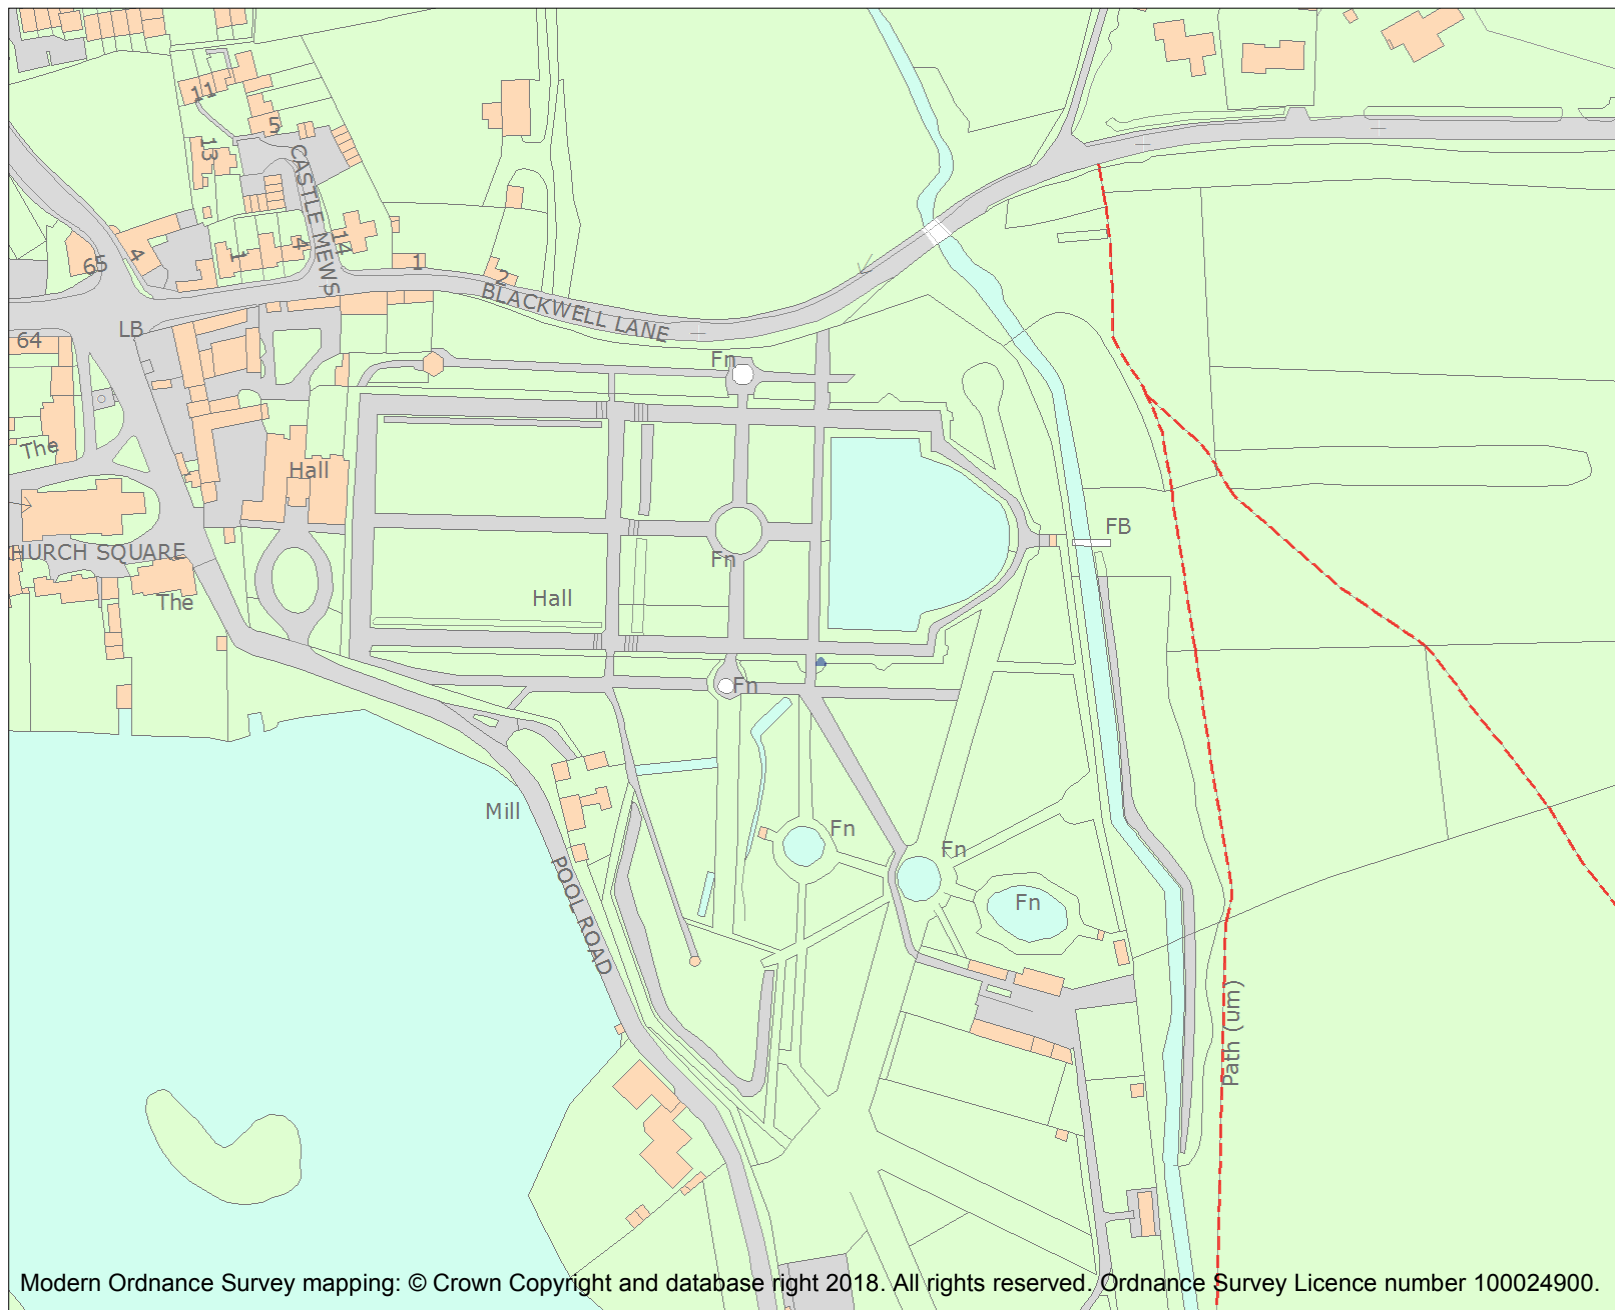 11
5
13
CASTLE MEWS
14
4
1
4
65
1
2
BLACKWELL LANE
LB
64
Fn
The
Hall
FB
HURCH SQUARE
Fn
Hall
The
Fn
Mill
Fn
Fn
POOL ROAD
Fn
Path (um)
Modern Ordnance Survey mapping: © Crown Copyright and database right 2018. All rights reserved. Ordnance Survey Licence number 100024900.